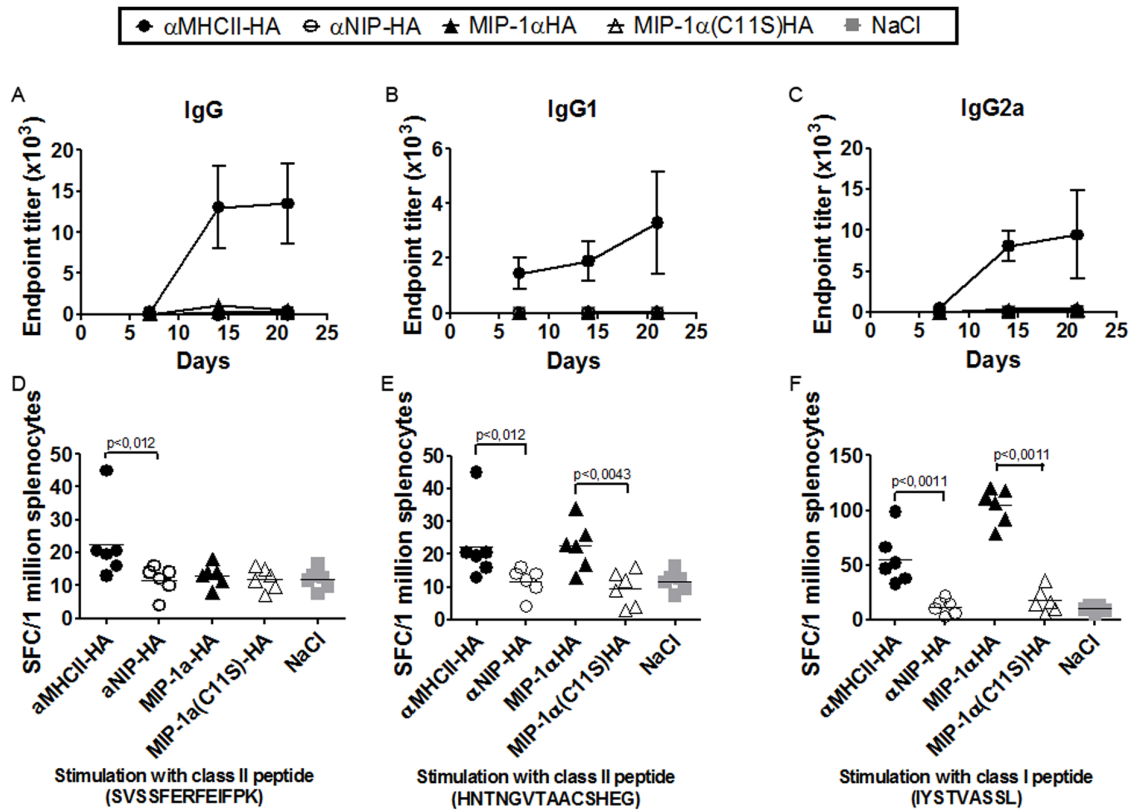 αMHCII-HA αNIP-HA MIP-1αHA MIP-1α(C11S)HA NaCl
A
IgG
Endpoint titer (x10³)
20
15
10
5
0
0 5 10 15 20 25
Days
B
IgG1
Endpoint titer (x10³)
6
4
2
0
0 5 10 15 20 25
Days
C
IgG2a
Endpoint titer (x10³)
20
15
10
5
0
0 5 10 15 20 25
Days
D
SFC/1 million splenocytes
50
40
30
20
10
0
p<0,012
aMHCII-HA
aNIP-HA
MIP-1a-HA
MIP-1a(C11S)-HA
NaCl
Stimulation with class II peptide
(SVSSFERFEIFPK)
E
SFC/1 million splenocytes
50
40
30
20
10
0
p<0,012
p<0,0043
αMHCII-HA
αNIP-HA
MIP-1αHA
MIP-1α(C11S)HA
NaCl
Stimulation with class II peptide
(HNTNGVTAACSHEG)
F
SFC/1 million splenocytes
150
100
50
0
p<0,0011
p<0,0011
αMHCII-HA
αNIP-HA
MIP-1αHA
MIP-1α(C11S)HA
NaCl
Stimulation with class I peptide
(IYSTVASSL)